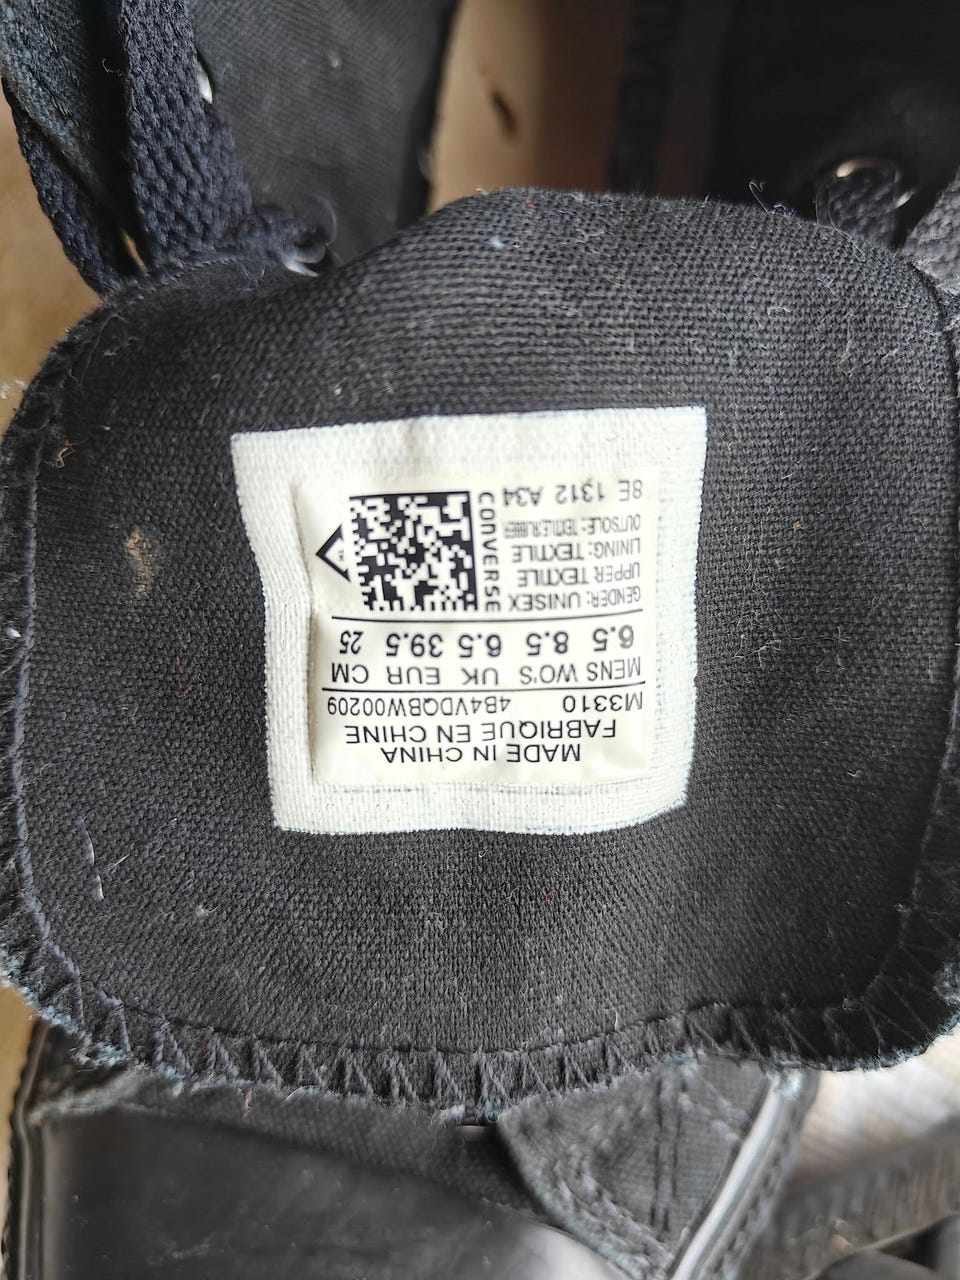 MADE IN CHINA
FABRIQUE EN CHINE
M3310 4B4VDQBW00209
MENS WO'S UK EUR CM
6.5 8.5 6.5 39.5 25
GENDER: UNISEX
UPPER TEXTILE
LINING: TEXTILE
OUTSOLE: TEXTILE/RUBBER
8E 1312 A34
CONVERSE